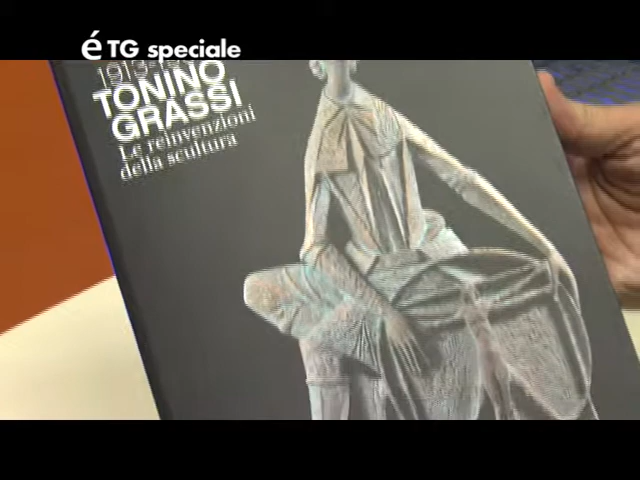 é TG speciale
TONINO
GRASSI
Le reinvenzioni
della scultura